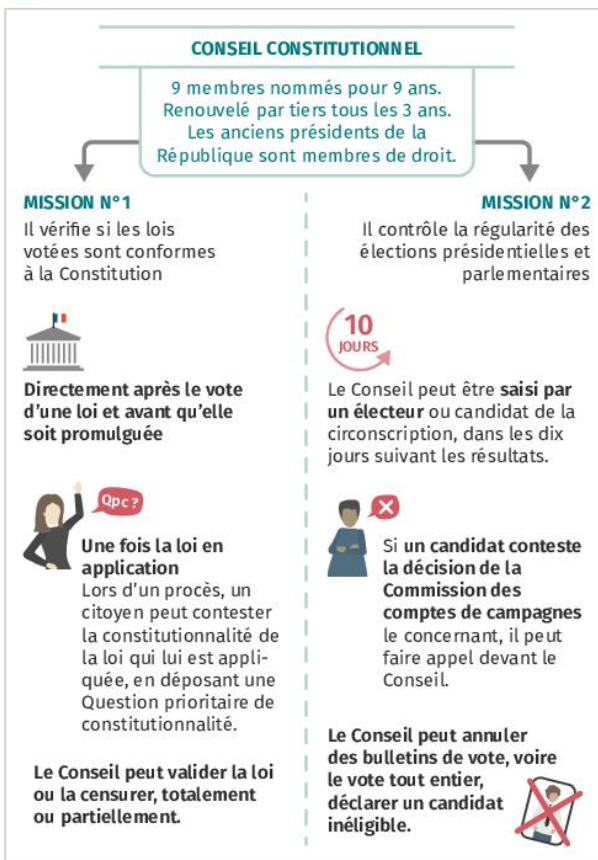 CONSEIL CONSTITUTIONNEL
9 membres nommés pour 9 ans.
Renouvelé par tiers tous les 3 ans.
Les anciens présidents de la
République sont membres de droit.
MISSION N°1
Il vérifie si les lois
votées sont conformes
à la Constitution
Directement après le vote
d'une loi et avant qu'elle
soit promulguée
Qpc ?
Une fois la loi en
application
Lors d'un procès, un
citoyen peut contester
la constitutionnalité de
la loi qui lui est appli-
quée, en déposant une
Question prioritaire de
constitutionnalité.
Le Conseil peut valider la loi
ou la censurer, totalement
ou partiellement.
MISSION N°2
Il contrôle la régularité des
élections présidentielles et
parlementaires
10
JOURS
Le Conseil peut être saisi par
un électeur ou candidat de la
circonscription, dans les dix
jours suivant les résultats.
Si un candidat conteste
la décision de la
Commission des
comptes de campagnes
le concernant, il peut
faire appel devant le
Conseil.
Le Conseil peut annuler
des bulletins de vote, voire
le vote tout entier,
déclarer un candidat
inéligible.